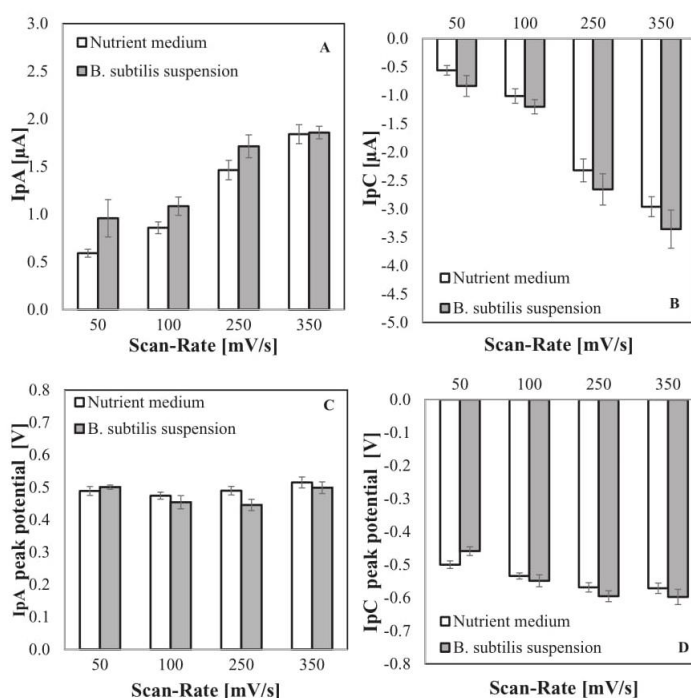 IpA [µA]
3.0
2.5
2.0
1.5
1.0
0.5
0.0
Nutrient medium
B. subtilis suspension
A
50 100 250 350
Scan-Rate [mV/s]
IpC [µA]
50 100 250 350
0.0
-0.5
-1.0
-1.5
-2.0
-2.5
-3.0
-3.5
-4.0
-4.5
-5.0
Nutrient medium
B. subtilis suspension
B
Scan-Rate [mV/s]
IpA peak potential [V]
0.8
0.7
0.6
0.5
0.4
0.3
0.2
0.1
0.0
Nutrient medium
B. subtilis suspension
C
50 100 250 350
Scan-Rate [mV/s]
IpC peak potential [V]
50 100 250 350
0.0
-0.1
-0.2
-0.3
-0.4
-0.5
-0.6
-0.7
-0.8
Nutrient medium
B. subtilis suspension
D
Scan-Rate [mV/s]